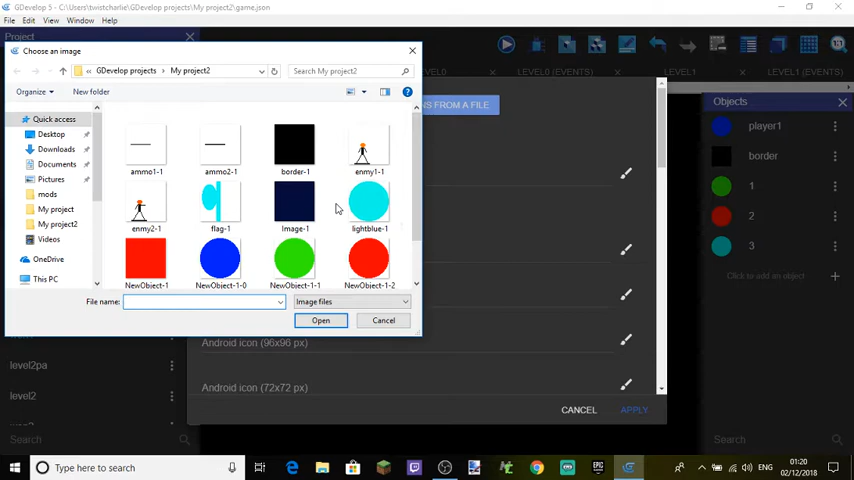 GDevelop 5 - C:\Users\twistcharlie\GDevelop projects\My project2\game.json
File Edit View Window Help
Project
Choose an image
« GDevelop projects > My project2
Search My project2
Organize
New folder
Quick access
Desktop
Downloads
Documents
Pictures
mods
My project
My project2
Videos
OneDrive
This PC
ammo1-1
ammo2-1
border-1
enmy1-1
enmy2-1
flag-1
Image-1
lightblue-1
NewObject-1
NewObject-1-0
NewObject-1-1
NewObject-1-2
File name:
Image files
Open
Cancel
NS FROM A FILE
LEVEL0
LEVEL0 (EVENTS)
LEVEL1
LEVEL1 (EVENTS)
Objects
player1
border
1
2
3
Click to add an object
Android icon (96x96 px)
Android icon (72x72 px)
CANCEL
APPLY
level2pa
level2
Search
Search
Type here to search
ENG
01:20
02/12/2018